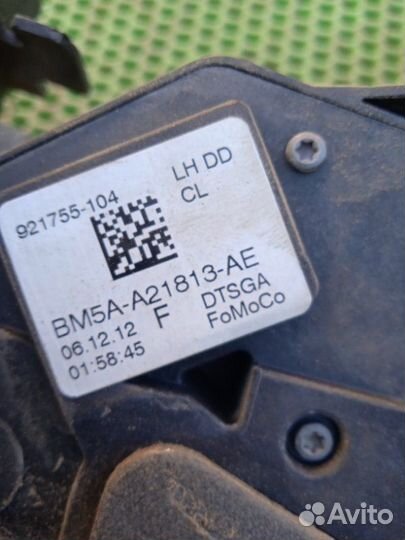 921755-104
LH DD
CL
BM5A-A21813-AE
06.12.12
F
DTSGA
01:58:45
FoMoCo
Avito